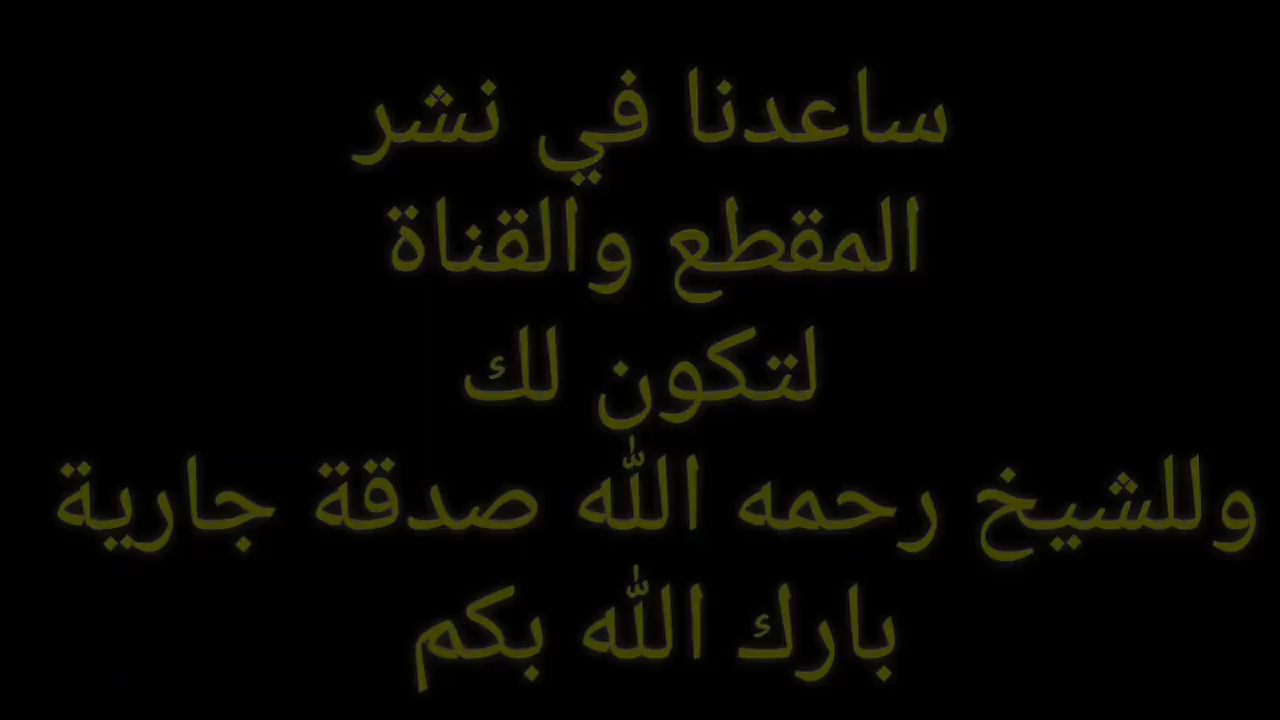 ساعدنا في نشر
المقطع والقناة
لتكون لك
وللشيخ رحمه الله صدقة جارية
بارك الله بكم